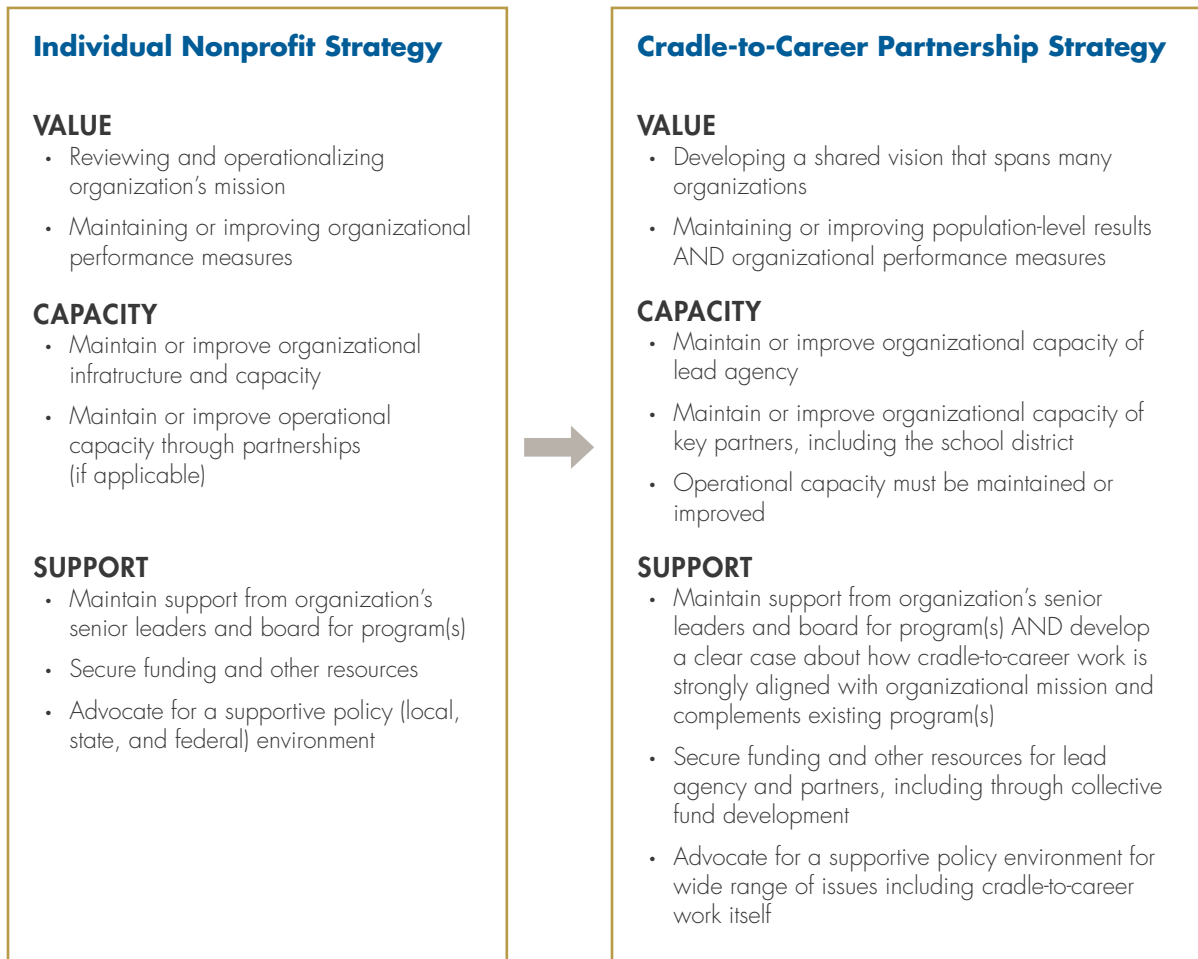 Individual Nonprofit Strategy
VALUE
• Reviewing and operationalizing
organization’s mission
• Maintaining or improving organizational
performance measures
CAPACITY
• Maintain or improve organizational
infratructure and capacity
• Maintain or improve operational
capacity through partnerships
(if applicable)
SUPPORT
• Maintain support from organization’s
senior leaders and board for program(s)
• Secure funding and other resources
• Advocate for a supportive policy (local,
state, and federal) environment
Cradle-to-Career Partnership Strategy
VALUE
• Developing a shared vision that spans many
organizations
• Maintaining or improving population-level results
AND organizational performance measures
CAPACITY
• Maintain or improve organizational capacity of
lead agency
• Maintain or improve organizational capacity of
key partners, including the school district
• Operational capacity must be maintained or
improved
SUPPORT
• Maintain support from organization’s senior
leaders and board for program(s) AND develop
a clear case about how cradle-to-career work is
strongly aligned with organizational mission and
complements existing program(s)
• Secure funding and other resources for lead
agency and partners, including through collective
fund development
• Advocate for a supportive policy environment for
wide range of issues including cradle-to-career
work itself